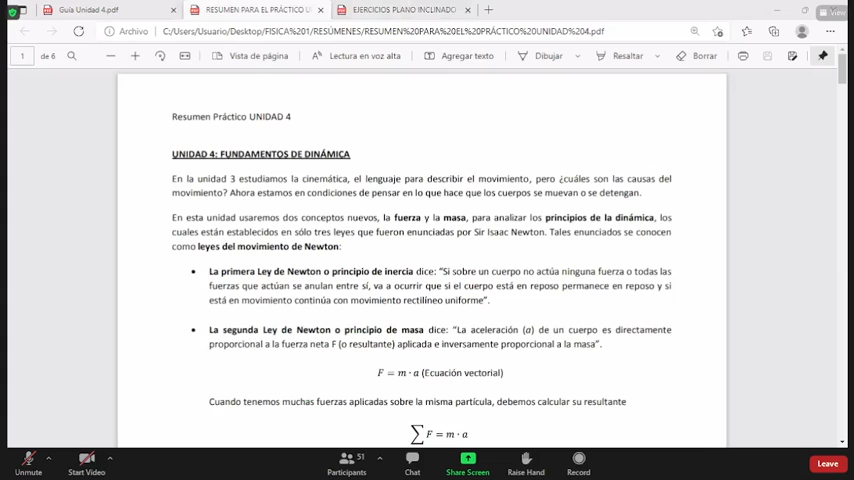 Guía Unidad 4.pdf
RESUMEN PARA EL PRÁCTICO U
EJERCICIOS PLANO INCLINADO
View
Archivo
C:/Users/Usuario/Desktop/FISICA%201/RESÚMENES/RESUMEN%20PARA%20EL%20PRÁCTICO%20UNIDAD%204.pdf
1 de 6
Vista de página
Lectura en voz alta
Agregar texto
Dibujar
Resaltar
Borrar
Resumen Práctico UNIDAD 4
UNIDAD 4: FUNDAMENTOS DE DINÁMICA
En la unidad 3 estudiamos la cinemática, el lenguaje para describir el movimiento, pero ¿cuáles son las causas del
movimiento? Ahora estamos en condiciones de pensar en lo que hace que los cuerpos se muevan o se detengan.
En esta unidad usaremos dos conceptos nuevos, la fuerza y la masa, para analizar los principios de la dinámica, los
cuales están establecidos en sólo tres leyes que fueron enunciadas por Sir Isaac Newton. Tales enunciados se conocen
como leyes del movimiento de Newton:
• La primera Ley de Newton o principio de inercia dice: “Si sobre un cuerpo no actúa ninguna fuerza o todas las
fuerzas que actúan se anulan entre sí, va a ocurrir que si el cuerpo está en reposo permanece en reposo y si
está en movimiento continúa con movimiento rectilíneo uniforme”.
• La segunda Ley de Newton o principio de masa dice: “La aceleración (a) de un cuerpo es directamente
proporcional a la fuerza neta F (o resultante) aplicada e inversamente proporcional a la masa”.
F = m · a (Ecuación vectorial)
Cuando tenemos muchas fuerzas aplicadas sobre la misma partícula, debemos calcular su resultante
∑ F = m · a
Unmute
Start Video
51
Participants
Chat
Share Screen
Raise Hand
Record
Leave